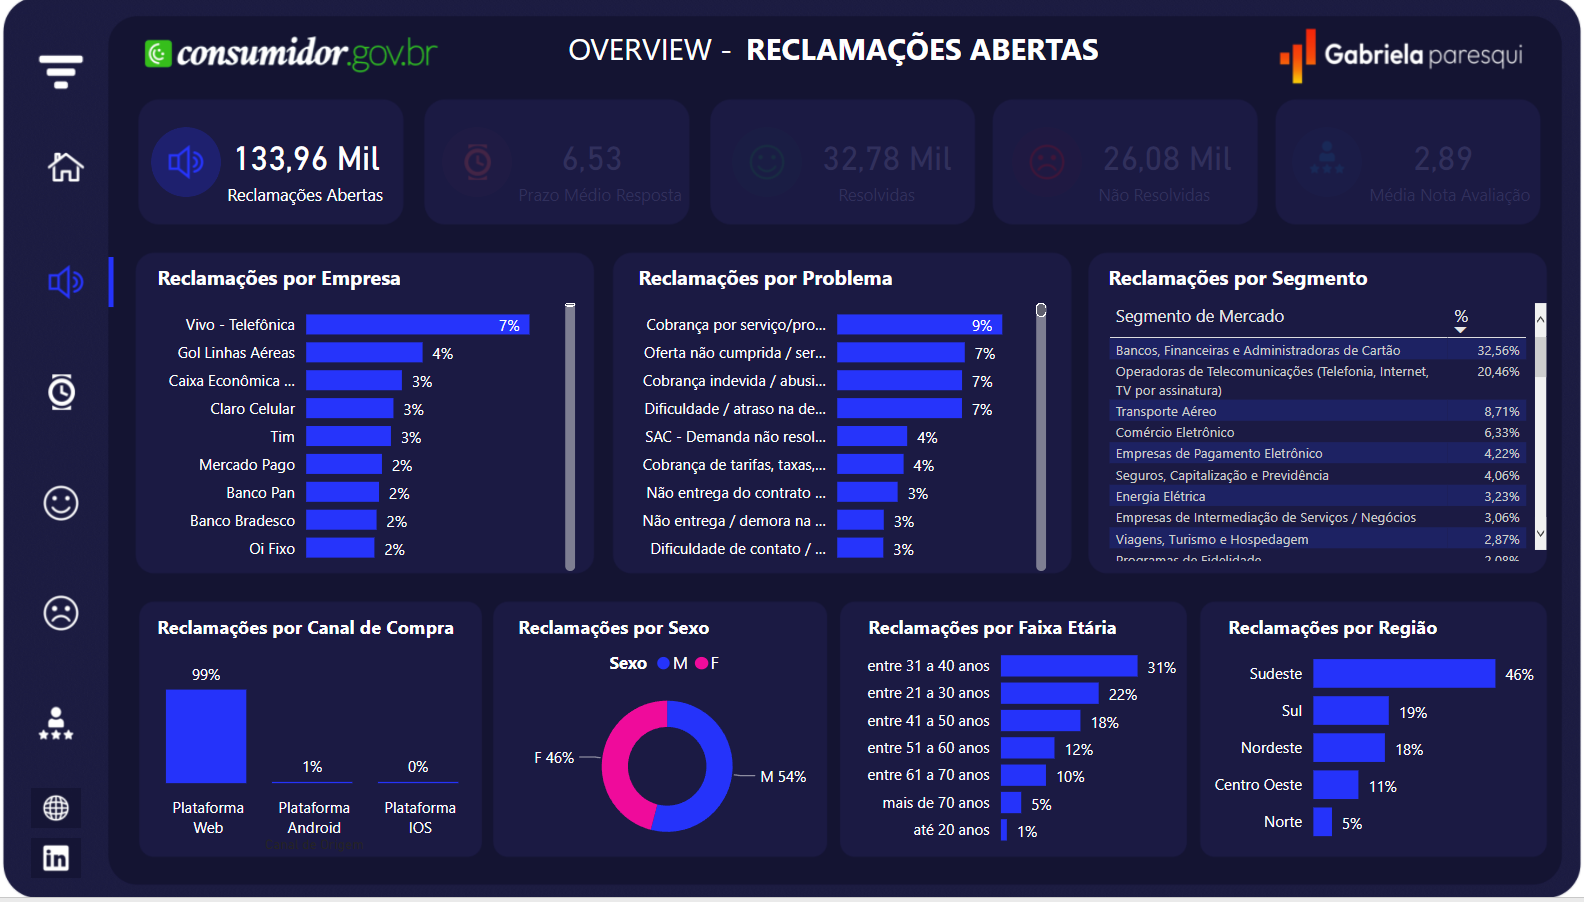 consumidor.gov.br
OVERVIEW - RECLAMAÇÕES ABERTAS
Gabriela paresqui
133,96 Mil
Reclamações Abertas
6,53
Prazo Médio Resposta
32,78 Mil
Resolvidas
26,08 Mil
Não Resolvidas
2,89
Média Nota Avaliação
Reclamações por Empresa
Vivo - Telefônica 7%
Gol Linhas Aéreas 4%
Caixa Econômica ... 3%
Claro Celular 3%
Tim 3%
Mercado Pago 2%
Banco Pan 2%
Banco Bradesco 2%
Oi Fixo 2%
Reclamações por Problema
Cobrança por serviço/pro... 9%
Oferta não cumprida / ser... 7%
Cobrança indevida / abusi... 7%
Dificuldade / atraso na de... 7%
SAC - Demanda não resol... 4%
Cobrança de tarifas, taxas,... 4%
Não entrega do contrato ... 3%
Não entrega / demora na ... 3%
Dificuldade de contato / ... 3%
Reclamações por Segmento
Segmento de Mercado %
Bancos, Financeiras e Administradoras de Cartão 32,56%
Operadoras de Telecomunicações (Telefonia, Internet, 20,46%
TV por assinatura)
Transporte Aéreo 8,71%
Comércio Eletrônico 6,33%
Empresas de Pagamento Eletrônico 4,22%
Seguros, Capitalização e Previdência 4,06%
Energia Elétrica 3,23%
Empresas de Intermediação de Serviços / Negócios 3,06%
Viagens, Turismo e Hospedagem 2,87%
Programas de Fidelidade 2,08%
Reclamações por Canal de Compra
99%
1%
0%
Plataforma Web
Plataforma Android
Plataforma IOS
Canal de Origem
Reclamações por Sexo
Sexo M F
F 46%
M 54%
Reclamações por Faixa Etária
entre 31 a 40 anos 31%
entre 21 a 30 anos 22%
entre 41 a 50 anos 18%
entre 51 a 60 anos 12%
entre 61 a 70 anos 10%
mais de 70 anos 5%
até 20 anos 1%
Reclamações por Região
Sudeste 46%
Sul 19%
Nordeste 18%
Centro Oeste 11%
Norte 5%
in